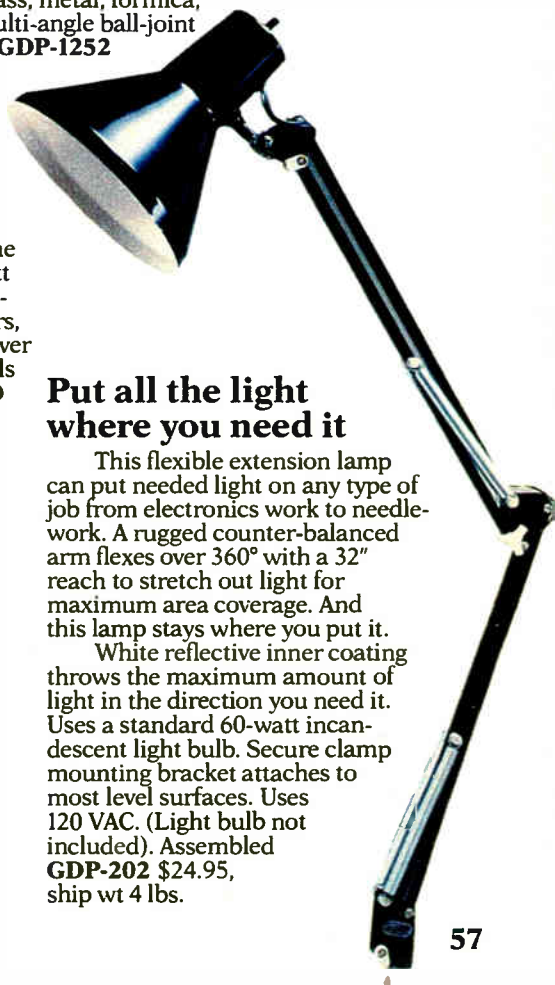 metal, formica,
multi-angle ball-joint
GDP-1252
Put all the light
where you need it
This flexible extension lamp
can put needed light on any type of
job from electronics work to needle-
work. A rugged counter-balanced
arm flexes over 360° with a 32"
reach to stretch out light for
maximum area coverage. And
this lamp stays where you put it.
White reflective inner coating
throws the maximum amount of
light in the direction you need it.
Uses a standard 60-watt incan-
descent light bulb. Secure clamp
mounting bracket attaches to
most level surfaces. Uses
120 VAC. (Light bulb not
included). Assembled
GDP-202 $24.95,
ship wt 4 lbs.
57